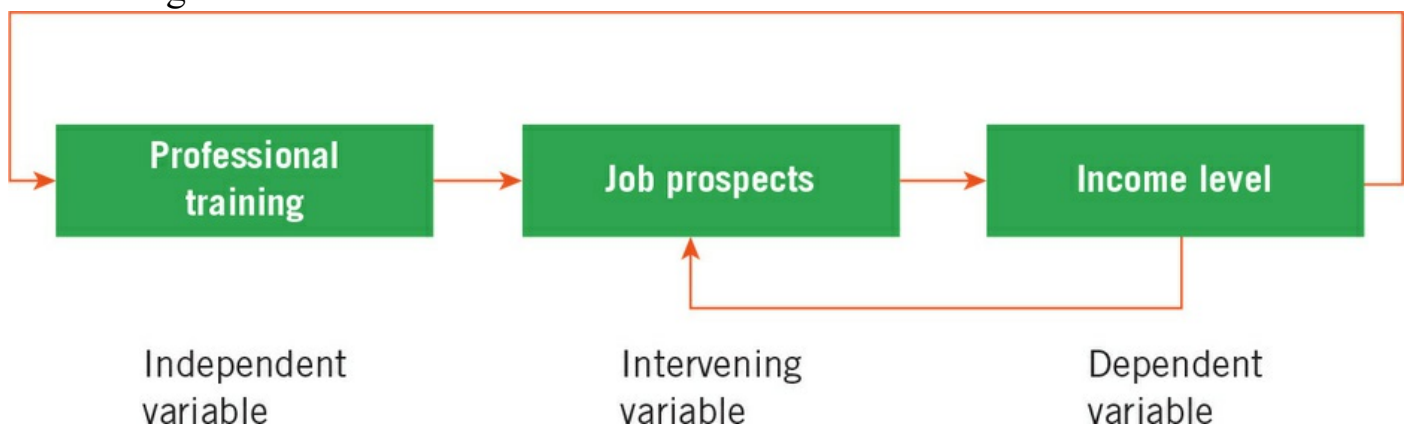 Professional
training
Job prospects
Income level
Independent
variable
Intervening
variable
Dependent
variable